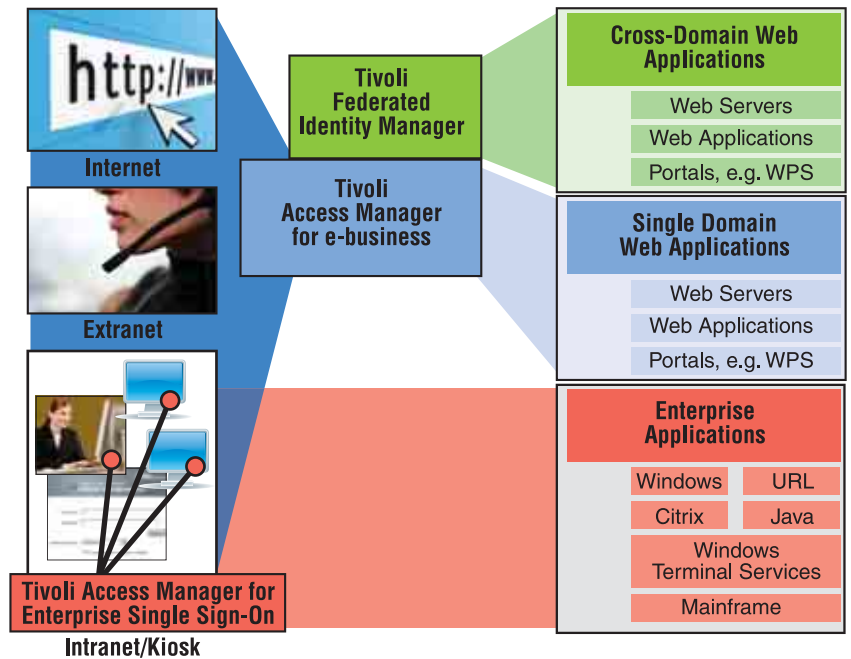 http://www.
Internet
Extranet
Tivoli Access Manager for
Enterprise Single Sign-On
Intranet/Kiosk
Tivoli
Federated
Identity Manager
Tivoli
Access Manager
for e-business
Cross-Domain Web
Applications
Web Servers
Web Applications
Portals, e.g. WPS
Single Domain
Web Applications
Web Servers
Web Applications
Portals, e.g. WPS
Enterprise
Applications
Windows
URL
Citrix
Java
Windows
Terminal Services
Mainframe